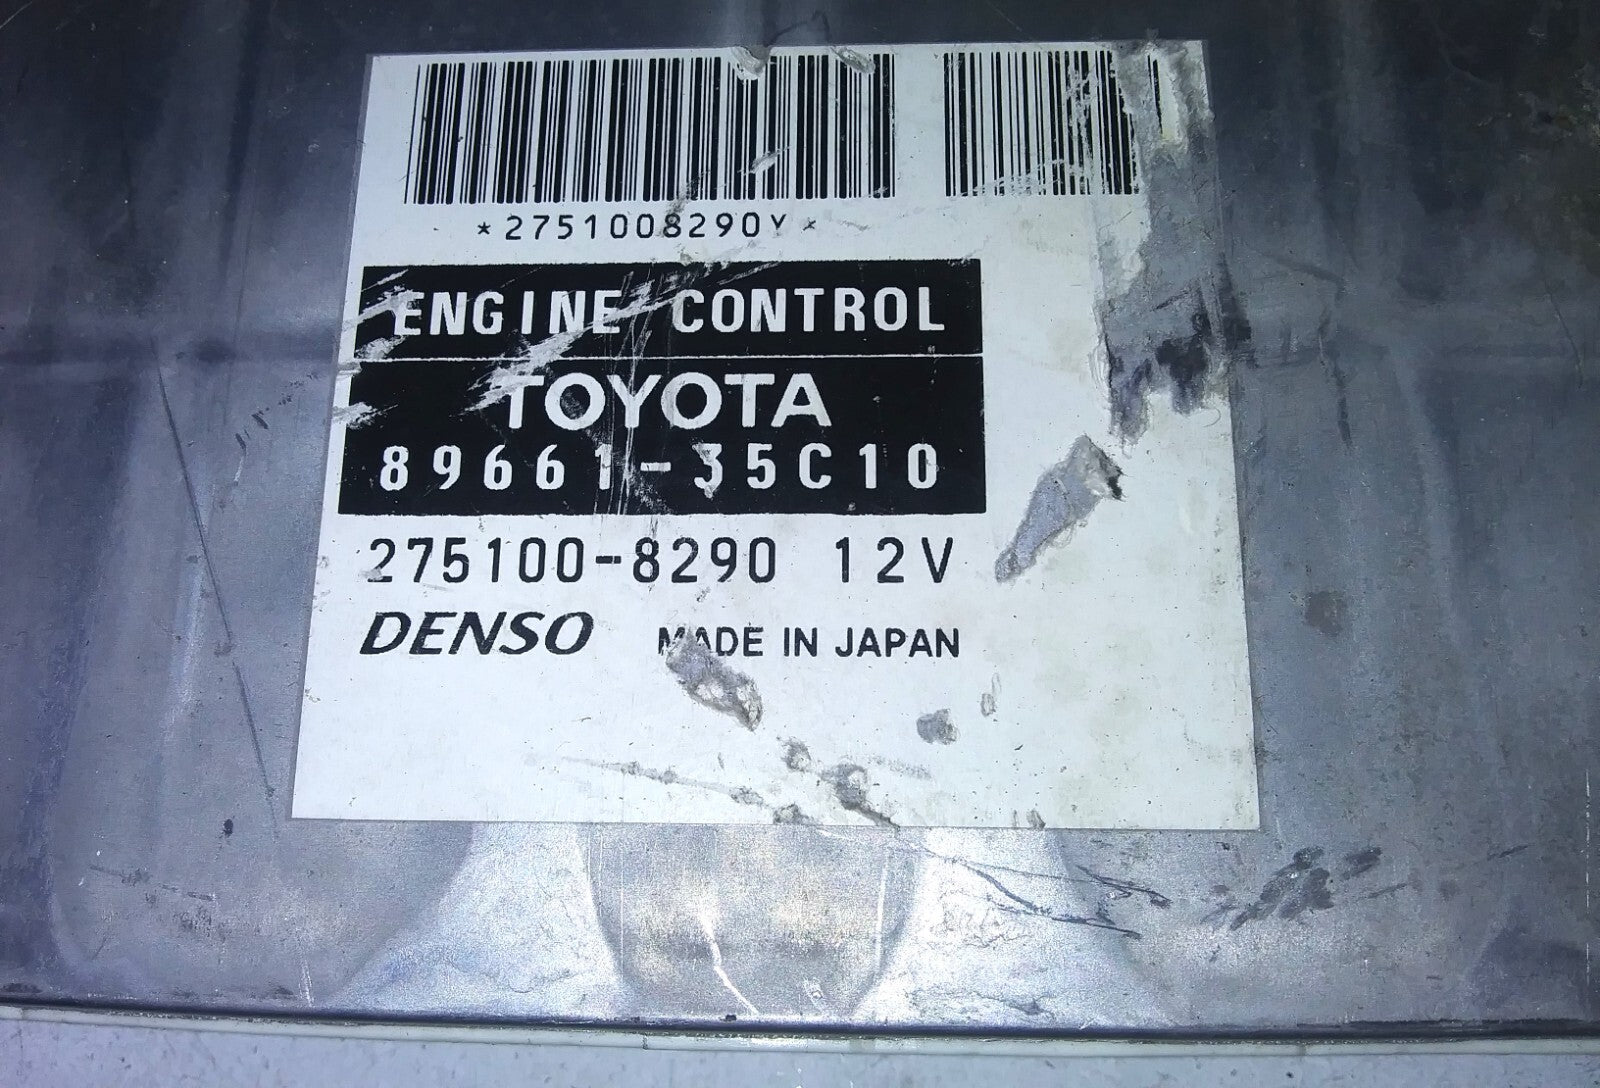 *2751008290Y*
ENGINE CONTROL
TOYOTA
89661-35C10
275100-8290 12V
DENSO MADE IN JAPAN